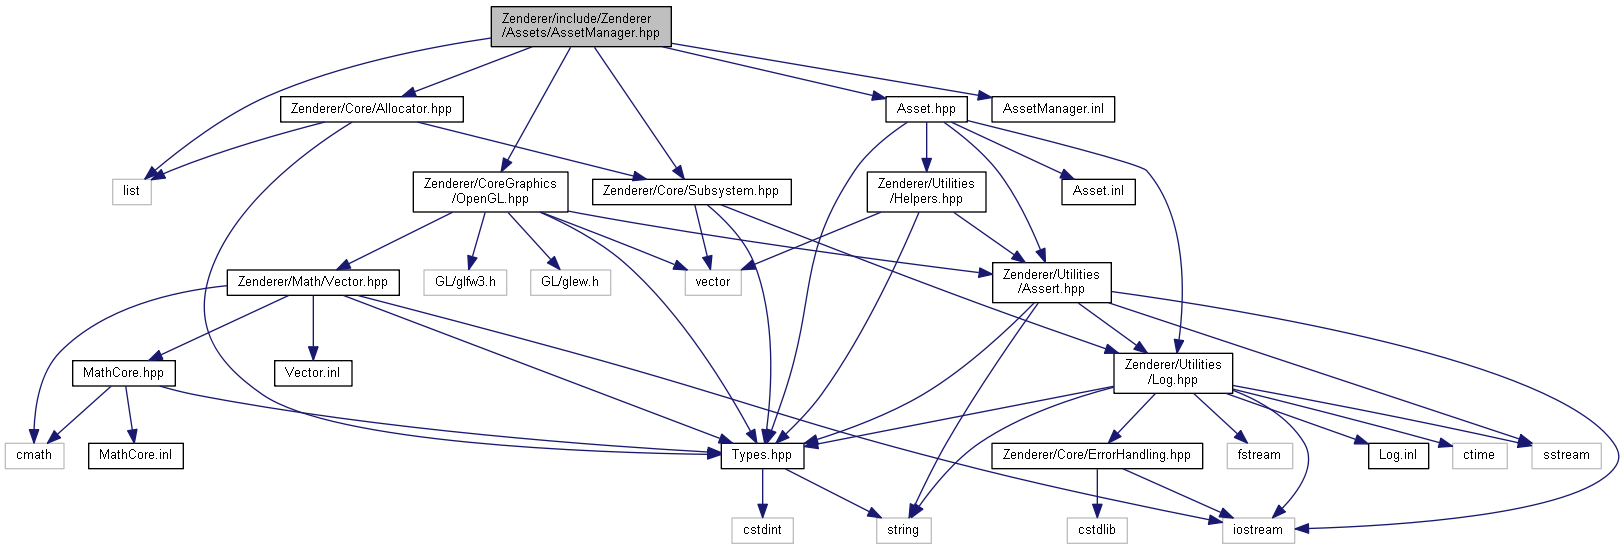 Zenderer/include/Zenderer
/Assets/AssetManager.hpp
Zenderer/Core/Allocator.hpp
Asset.hpp
AssetManager.inl
list
Zenderer/CoreGraphics
/OpenGL.hpp
Zenderer/Core/Subsystem.hpp
Zenderer/Utilities
/Helpers.hpp
Asset.inl
Zenderer/Math/Vector.hpp
GL/glfw3.h
GL/glew.h
vector
Zenderer/Utilities
/Assert.hpp
MathCore.hpp
Vector.inl
Zenderer/Utilities
/Log.hpp
cmath
MathCore.inl
Types.hpp
Zenderer/Core/ErrorHandling.hpp
fstream
Log.inl
ctime
sstream
cstdint
string
cstdlib
iostream